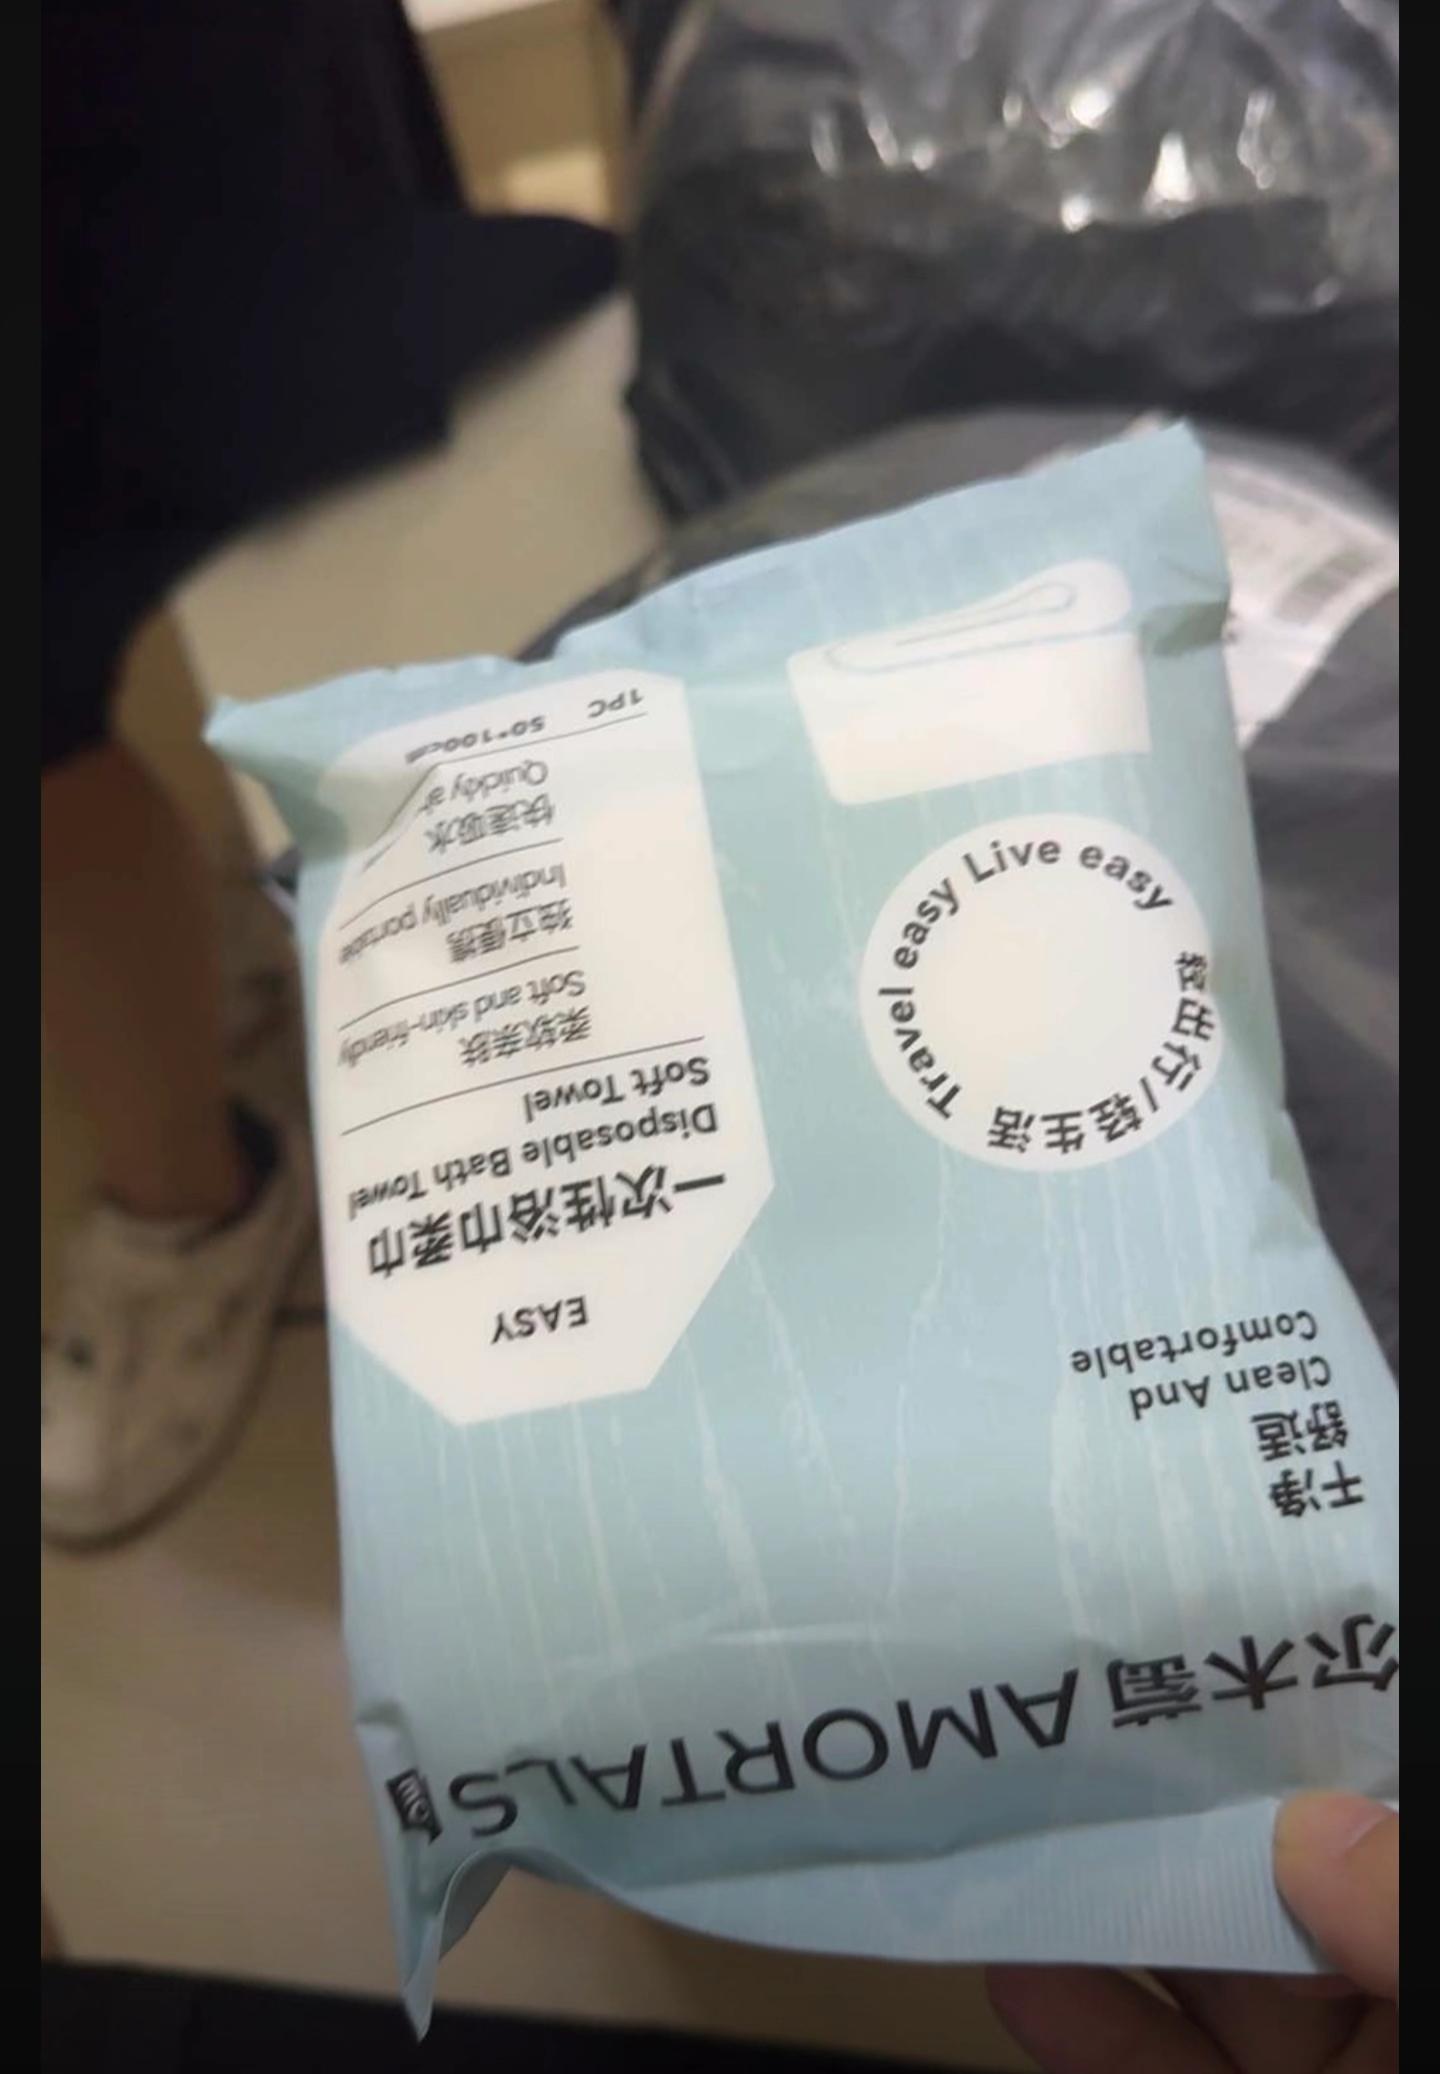 尔木萄 AMORTALS
干净
舒适
Clean And
Comfortable
EASY
一次性浴巾柔巾
Disposable Bath Towel
Soft Towel
柔软亲肤
Soft and skin-friendly
独立便携
Individually portable
快速吸水
Quickly
1PC 50*100cm
Travel easy Live easy
轻出行/轻生活